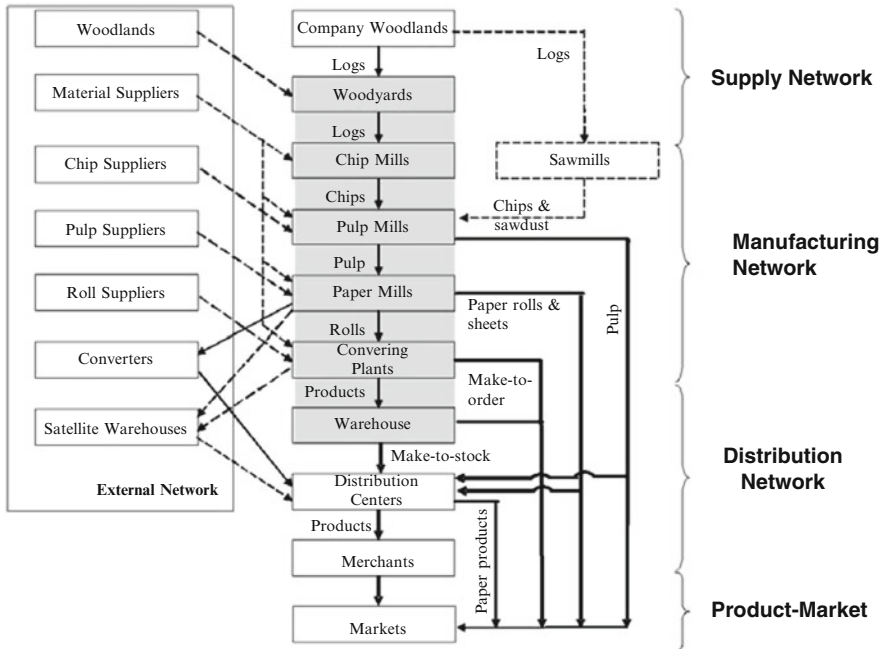 Woodlands
Material Suppliers
Chip Suppliers
Pulp Suppliers
Roll Suppliers
Converters
Satellite Warehouses
External Network
Company Woodlands
Logs
Logs
Woodyards
Logs
Chip Mills
Sawmills
Chips
Chips &
sawdust
Pulp Mills
Pulp
Paper Mills
Paper rolls &
sheets
Pulp
Rolls
Convering
Plants
Products
Make-to-
order
Warehouse
Make-to-stock
Distribution
Centers
Products
Paper products
Merchants
Markets
Supply Network
Manufacturing
Network
Distribution
Network
Product-Market